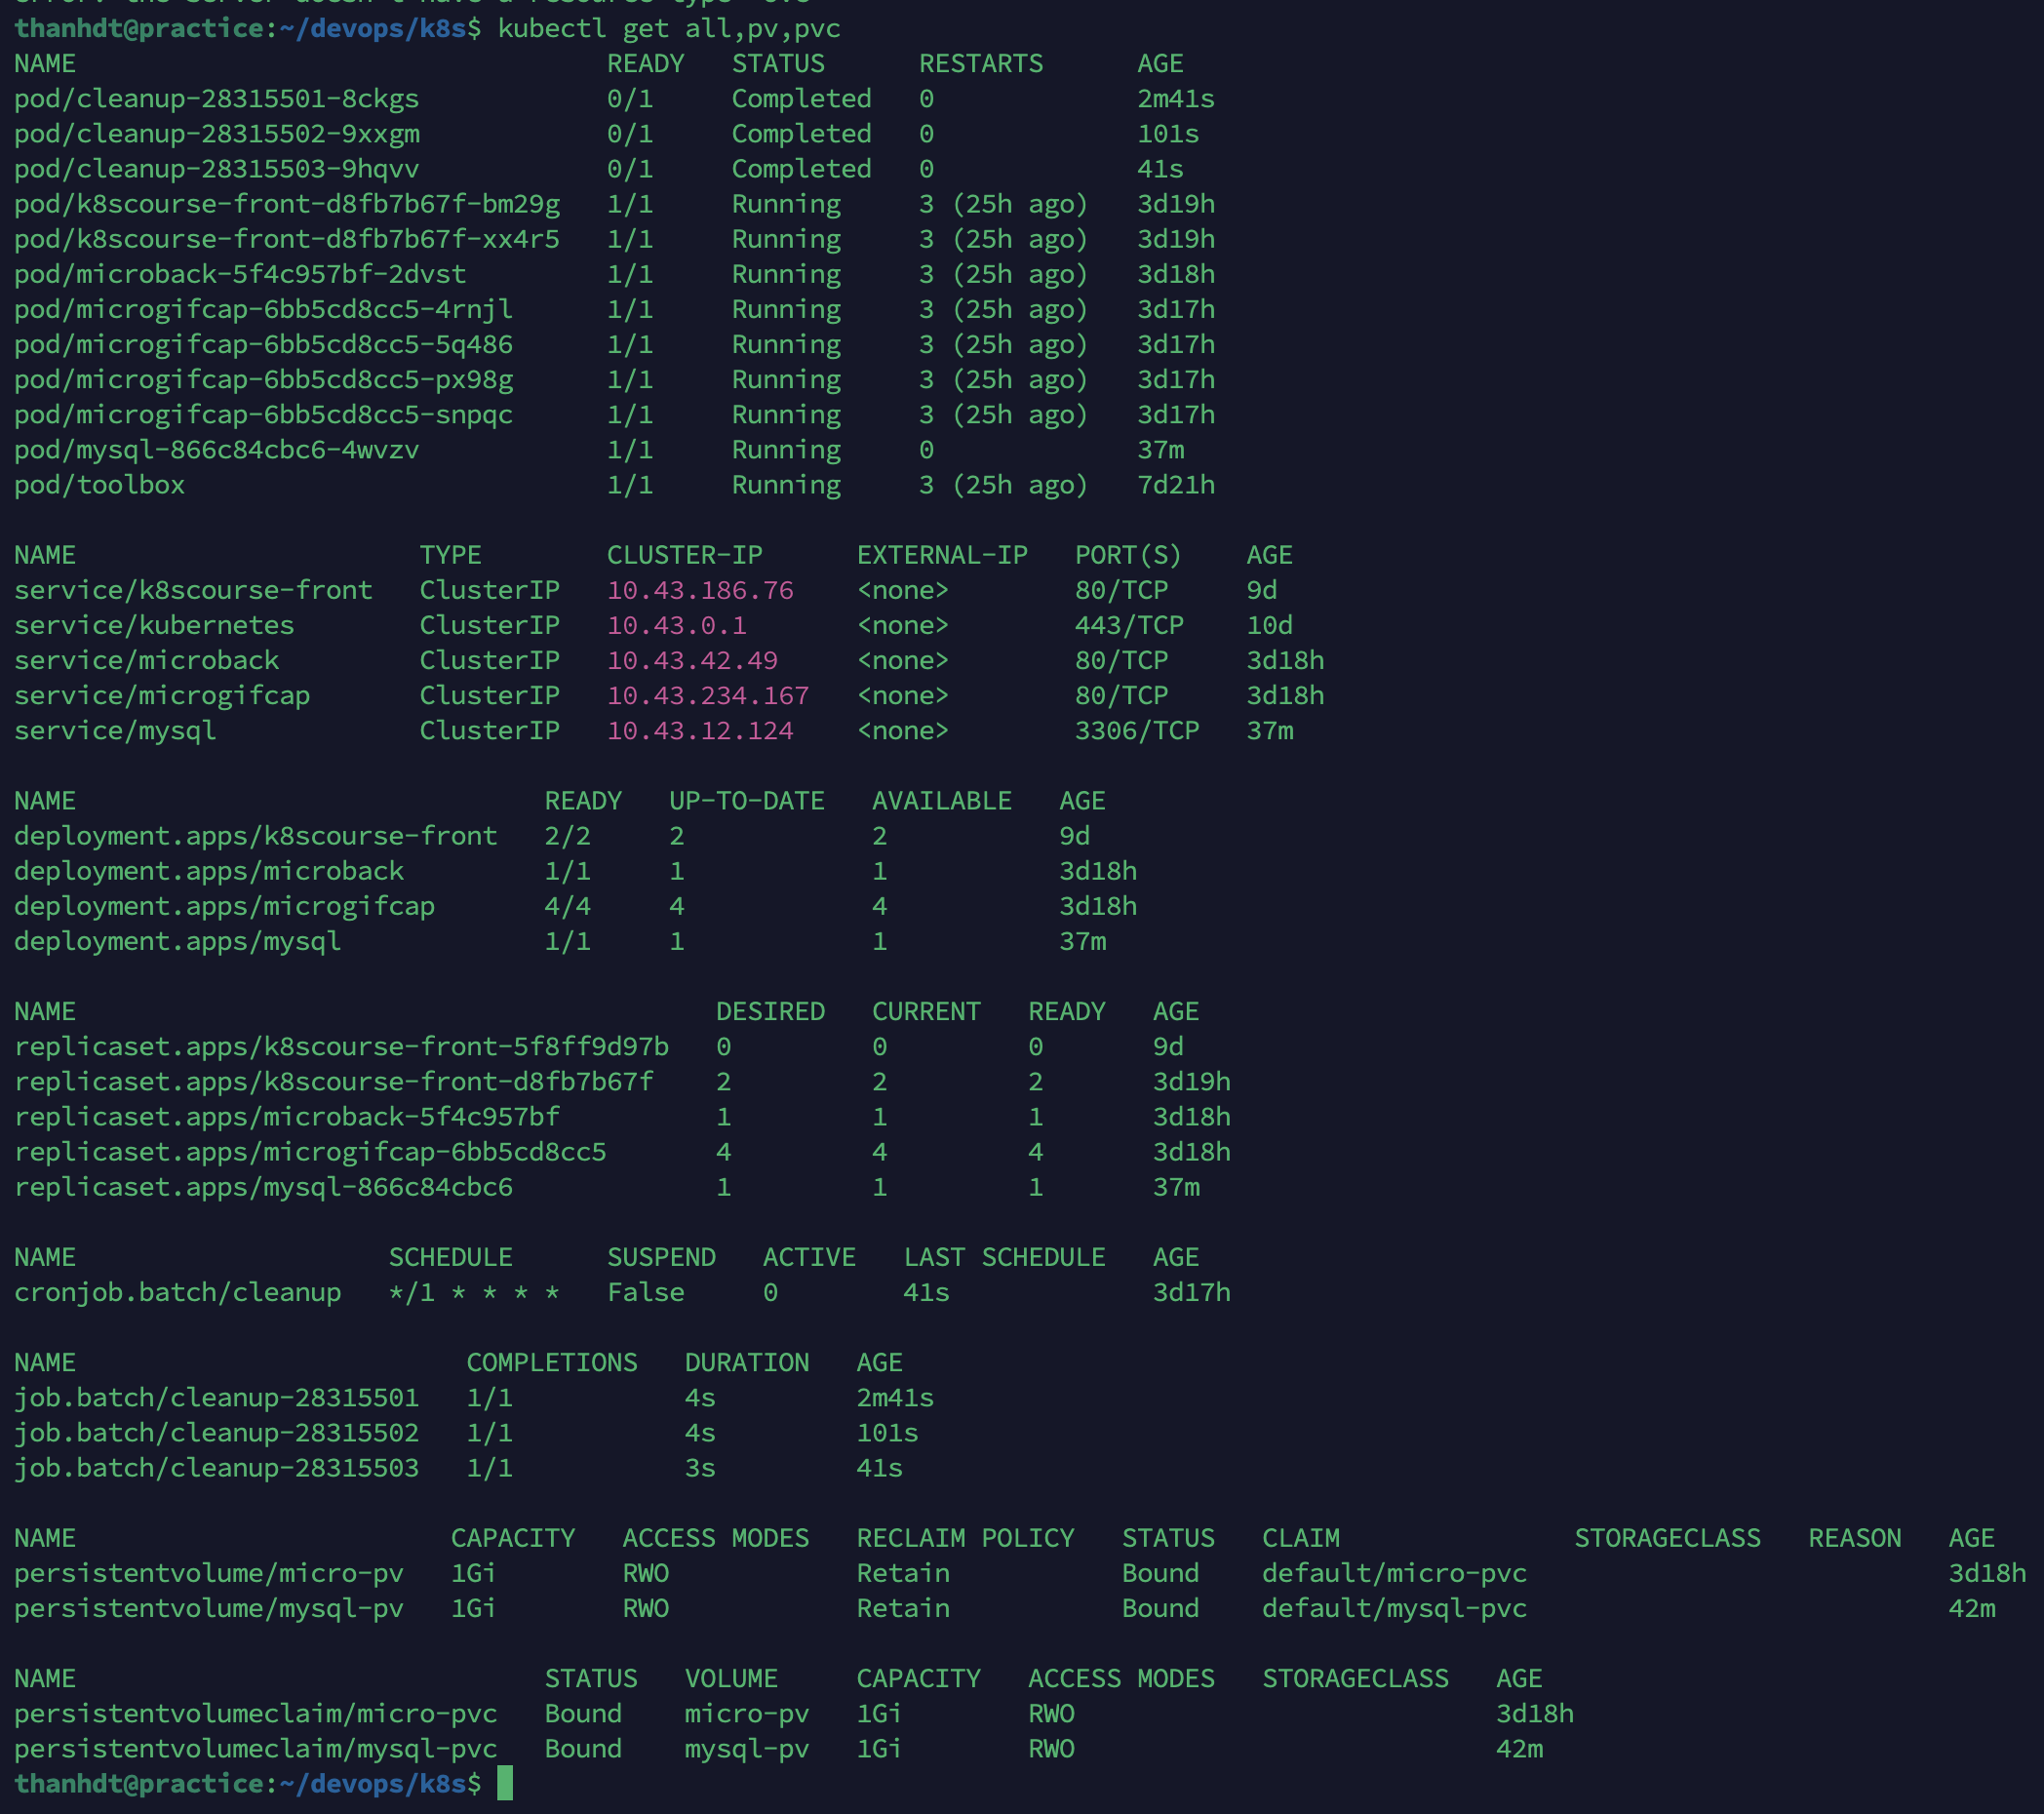 error: the server doesn't have a resource type
thanhdt@practice:~/devops/k8s$ kubectl get all,pv,pvc
NAME                                  READY   STATUS      RESTARTS      AGE
pod/cleanup-28315501-8ckgs            0/1     Completed   0             2m41s
pod/cleanup-28315502-9xxgm            0/1     Completed   0             101s
pod/cleanup-28315503-9hqvv            0/1     Completed   0             41s
pod/k8scourse-front-d8fb7b67f-bm29g   1/1     Running     3 (25h ago)   3d19h
pod/k8scourse-front-d8fb7b67f-xx4r5   1/1     Running     3 (25h ago)   3d19h
pod/microback-5f4c957bf-2dvst         1/1     Running     3 (25h ago)   3d18h
pod/microgifcap-6bb5cd8cc5-4rnjl      1/1     Running     3 (25h ago)   3d17h
pod/microgifcap-6bb5cd8cc5-5q486      1/1     Running     3 (25h ago)   3d17h
pod/microgifcap-6bb5cd8cc5-px98g      1/1     Running     3 (25h ago)   3d17h
pod/microgifcap-6bb5cd8cc5-snpqc      1/1     Running     3 (25h ago)   3d17h
pod/mysql-866c84cbc6-4wvzv            1/1     Running     0             37m
pod/toolbox                           1/1     Running     3 (25h ago)   7d21h
NAME                      TYPE        CLUSTER-IP      EXTERNAL-IP   PORT(S)    AGE
service/k8scourse-front   ClusterIP   10.43.186.76    <none>        80/TCP     9d
service/kubernetes        ClusterIP   10.43.0.1       <none>        443/TCP    10d
service/microback         ClusterIP   10.43.42.49     <none>        80/TCP     3d18h
service/microgifcap       ClusterIP   10.43.234.167   <none>        80/TCP     3d18h
service/mysql             ClusterIP   10.43.12.124    <none>        3306/TCP   37m
NAME                              READY   UP-TO-DATE   AVAILABLE   AGE
deployment.apps/k8scourse-front   2/2     2            2           9d
deployment.apps/microback         1/1     1            1           3d18h
deployment.apps/microgifcap       4/4     4            4           3d18h
deployment.apps/mysql             1/1     1            1           37m
NAME                                         DESIRED   CURRENT   READY   AGE
replicaset.apps/k8scourse-front-5f8ff9d97b   0         0         0       9d
replicaset.apps/k8scourse-front-d8fb7b67f    2         2         2       3d19h
replicaset.apps/microback-5f4c957bf          1         1         1       3d18h
replicaset.apps/microgifcap-6bb5cd8cc5       4         4         4       3d18h
replicaset.apps/mysql-866c84cbc6             1         1         1       37m
NAME                    SCHEDULE      SUSPEND   ACTIVE   LAST SCHEDULE   AGE
cronjob.batch/cleanup   */1 * * * *   False     0        41s             3d17h
NAME                         COMPLETIONS   DURATION   AGE
job.batch/cleanup-28315501   1/1           4s         2m41s
job.batch/cleanup-28315502   1/1           4s         101s
job.batch/cleanup-28315503   1/1           3s         41s
NAME                        CAPACITY   ACCESS MODES   RECLAIM POLICY   STATUS   CLAIM               STORAGECLASS   REASON   AGE
persistentvolume/micro-pv   1Gi        RWO            Retain           Bound    default/micro-pvc                           3d18h
persistentvolume/mysql-pv   1Gi        RWO            Retain           Bound    default/mysql-pvc                           42m
NAME                              STATUS   VOLUME     CAPACITY   ACCESS MODES   STORAGECLASS   AGE
persistentvolumeclaim/micro-pvc   Bound    micro-pv   1Gi        RWO                           3d18h
persistentvolumeclaim/mysql-pvc   Bound    mysql-pv   1Gi        RWO                           42m
thanhdt@practice:~/devops/k8s$